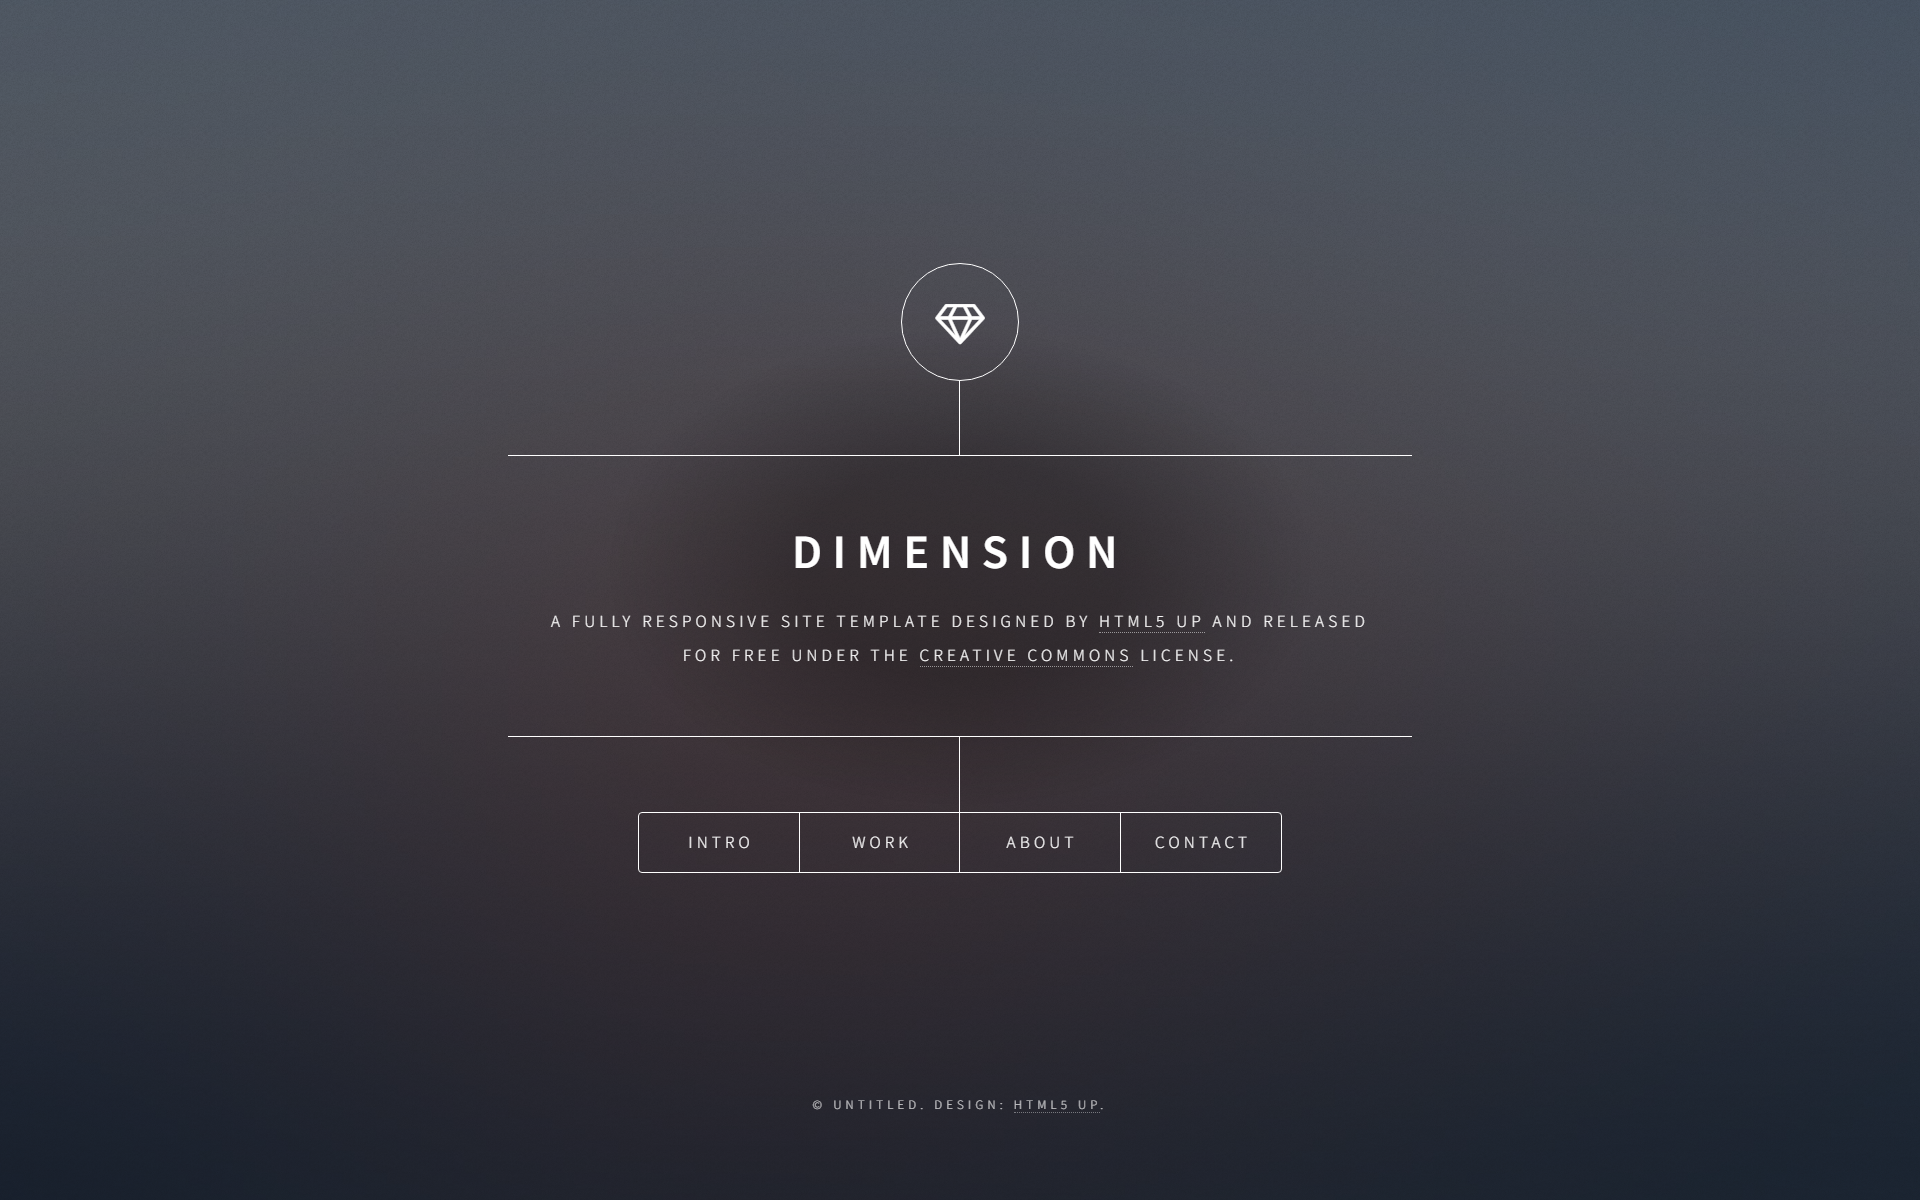 DIMENSION
A FULLY RESPONSIVE SITE TEMPLATE DESIGNED BY HTML5 UP AND RELEASED
FOR FREE UNDER THE CREATIVE COMMONS LICENSE.
INTRO WORK ABOUT CONTACT
© UNTITLED. DESIGN: HTML5 UP.